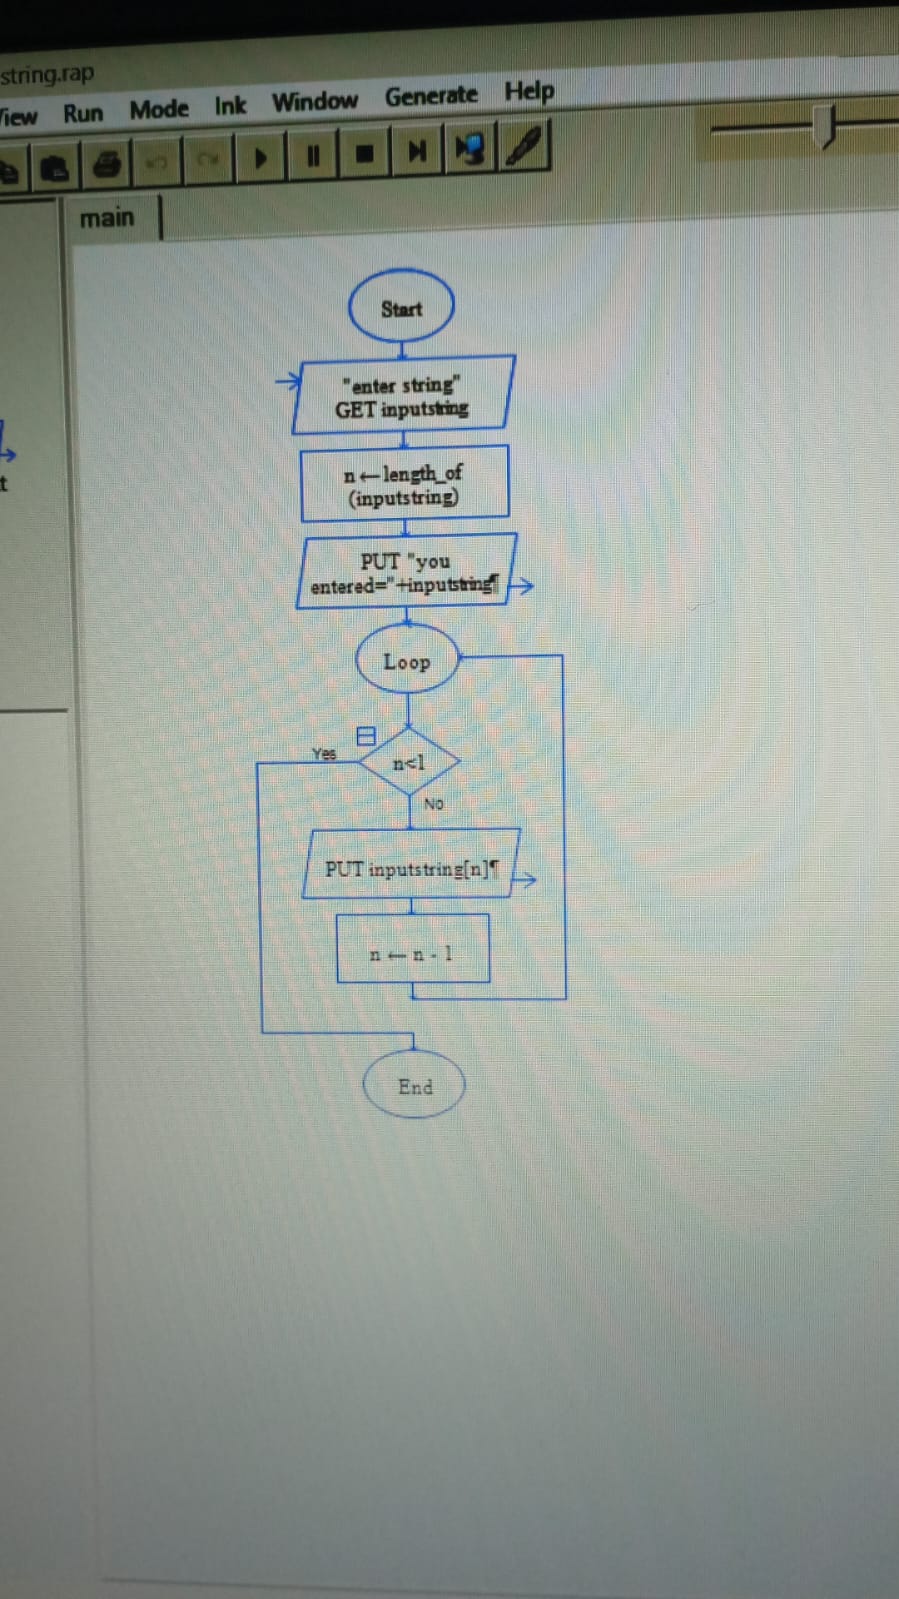 string.rap
View Run Mode Ink Window Generate Help
main
Start
"enter string"
GET inputstring
n←length_of
(inputstring)
PUT "you
entered="+inputstring¶
Loop
Yes
n<1
No
PUT inputstring[n]¶
n ← n - 1
End
t